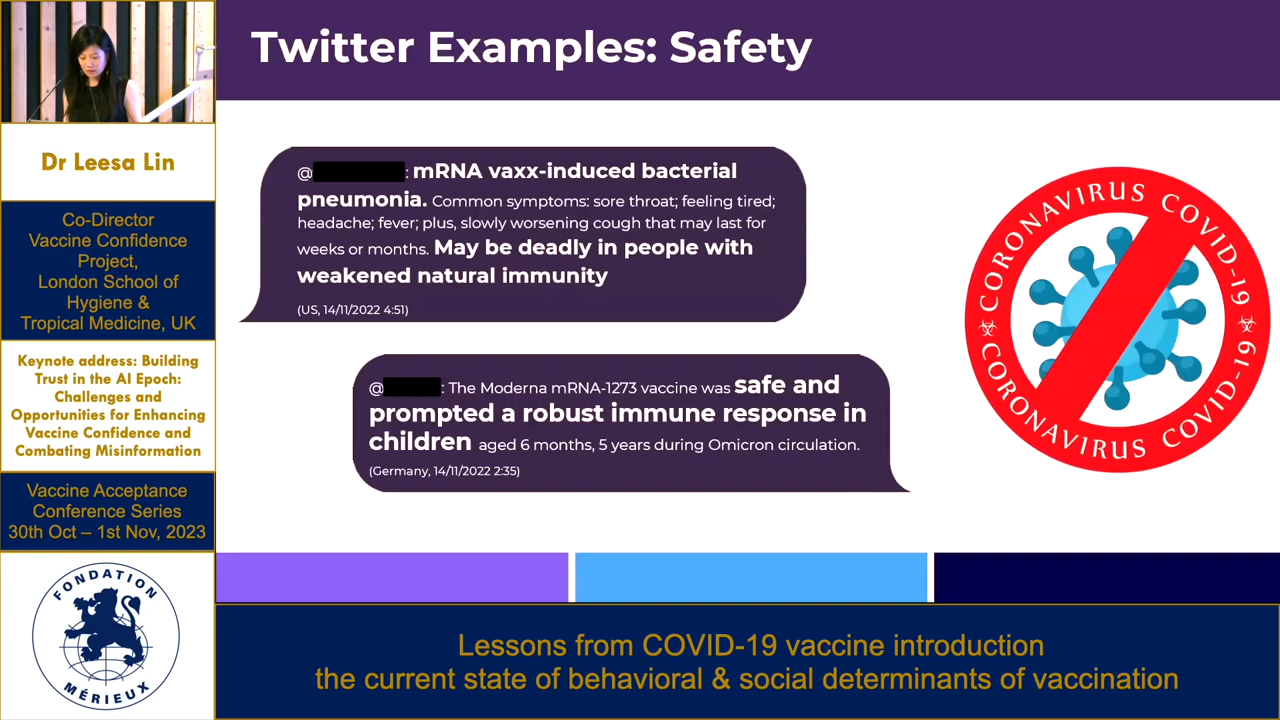 Twitter Examples: Safety
@ : mRNA vaxx-induced bacterial
pneumonia. Common symptoms: sore throat; feeling tired;
headache; fever; plus, slowly worsening cough that may last for
weeks or months. May be deadly in people with
weakened natural immunity
(US, 14/11/2022 4:51)
@ : The Moderna mRNA-1273 vaccine was safe and
prompted a robust immune response in
children aged 6 months, 5 years during Omicron circulation.
(Germany, 14/11/2022 2:35)
CORONAVIRUS COVID-19
CORONAVIRUS COVID-19
Dr Leesa Lin
Co-Director
Vaccine Confidence
Project,
London School of
Hygiene &
Tropical Medicine, UK
Keynote address: Building
Trust in the AI Epoch:
Challenges and
Opportunities for Enhancing
Vaccine Confidence and
Combating Misinformation
Vaccine Acceptance
Conference Series
30th Oct – 1st Nov, 2023
FONDATION
MÉRIEUX
Lessons from COVID-19 vaccine introduction
the current state of behavioral & social determinants of vaccination